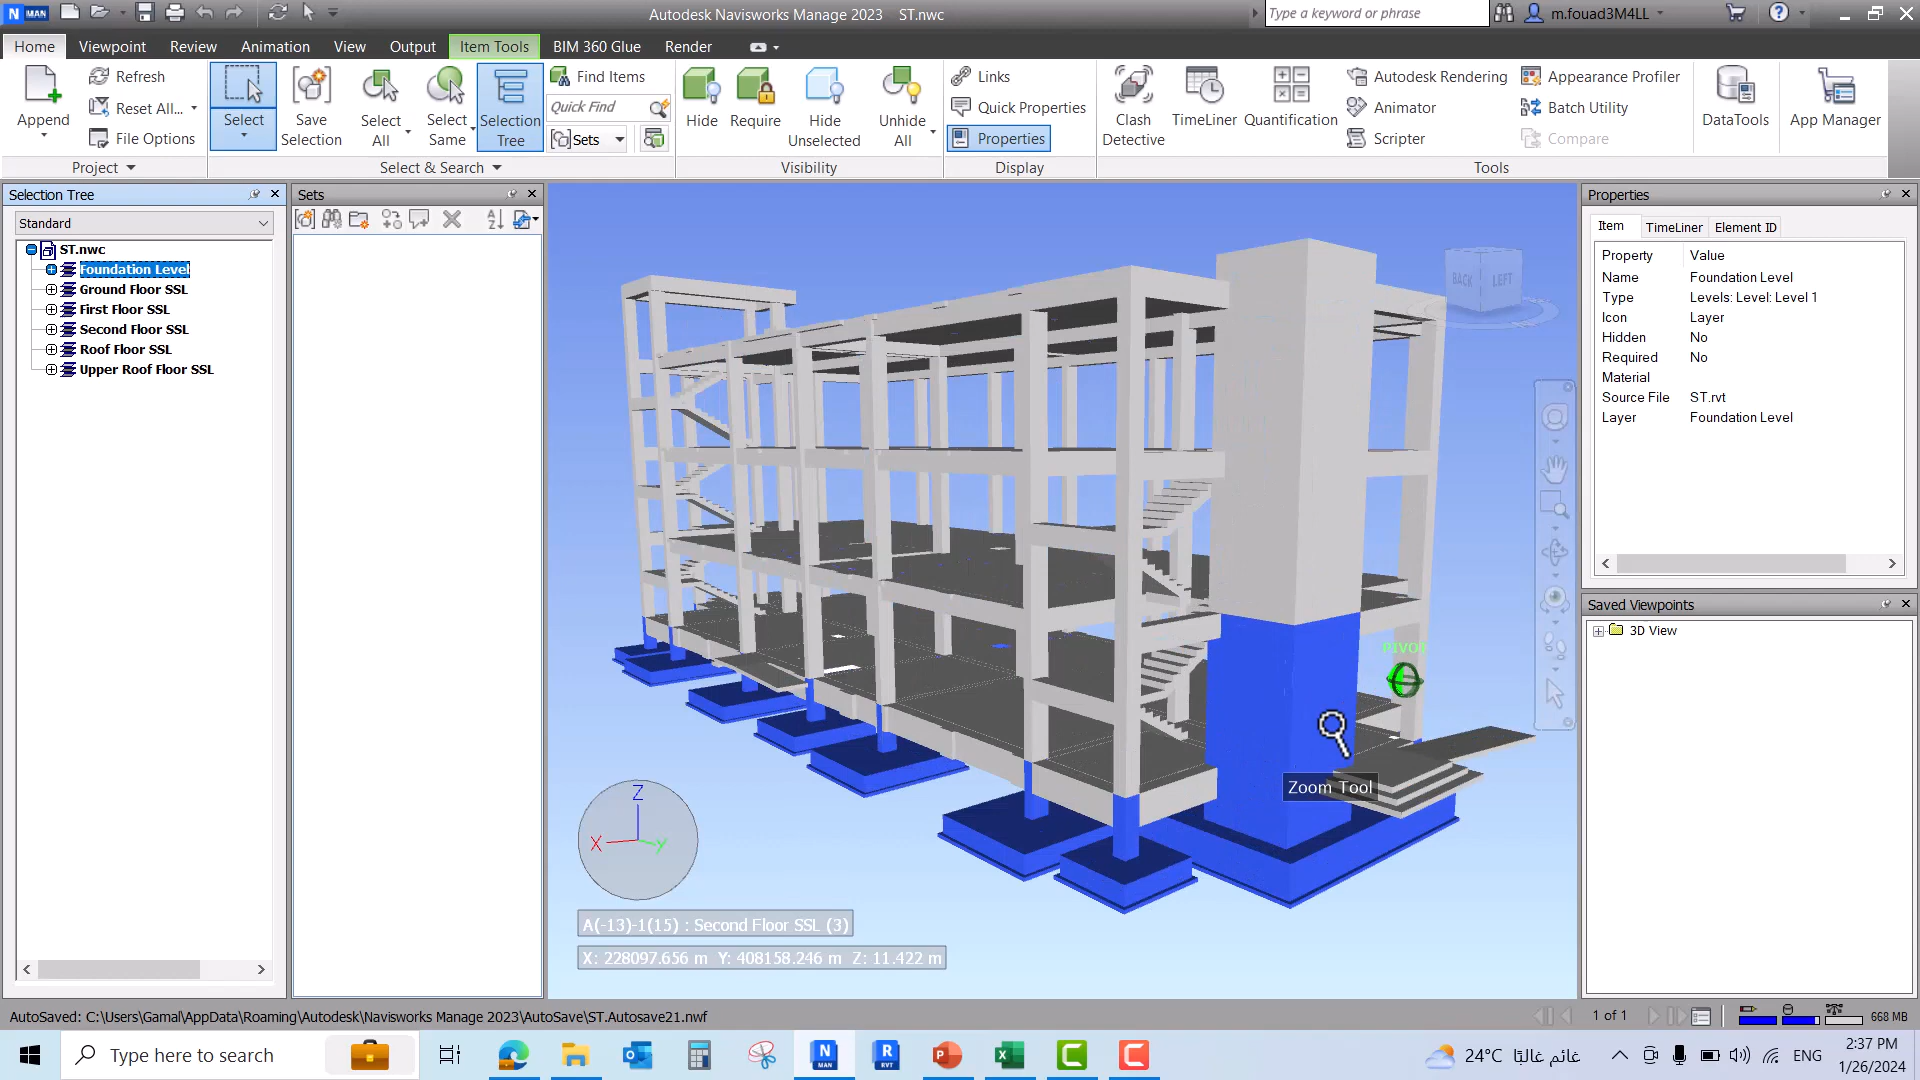 N MAN
Autodesk Navisworks Manage 2023 ST.nwc
Type a keyword or phrase
m.fouad3M4LL
Home Viewpoint Review Animation View Output Item Tools BIM 360 Glue Render
Append
Refresh
Reset All...
File Options
Project
Select
Save Selection
Select All
Select Same
Selection Tree
Find Items
Quick Find
Sets
Select & Search
Hide
Require
Hide Unselected
Unhide All
Visibility
Links
Quick Properties
Properties
Display
Clash Detective
TimeLiner
Quantification
Autodesk Rendering
Animator
Scripter
Appearance Profiler
Batch Utility
Compare
Tools
DataTools
App Manager
Selection Tree
Standard
ST.nwc
Foundation Level
Ground Floor SSL
First Floor SSL
Second Floor SSL
Roof Floor SSL
Upper Roof Floor SSL
Sets
BACK LEFT
PIVOT
Zoom Tool
Z
X
Y
A(-13)-1(15) : Second Floor SSL (3)
X: 228097.656 m Y: 408158.246 m Z: 11.422 m
Properties
Item TimeLiner Element ID
Property Value
Name Foundation Level
Type Levels: Level: Level 1
Icon Layer
Hidden No
Required No
Material
Source File ST.rvt
Layer Foundation Level
Saved Viewpoints
3D View
AutoSaved: C:\Users\Gamal\AppData\Roaming\Autodesk\Navisworks Manage 2023\AutoSave\ST.Autosave21.nwf
1 of 1
668 MB
Type here to search
N MAN
R RVT
24°C غائم غالبًا
ENG
2:37 PM
1/26/2024